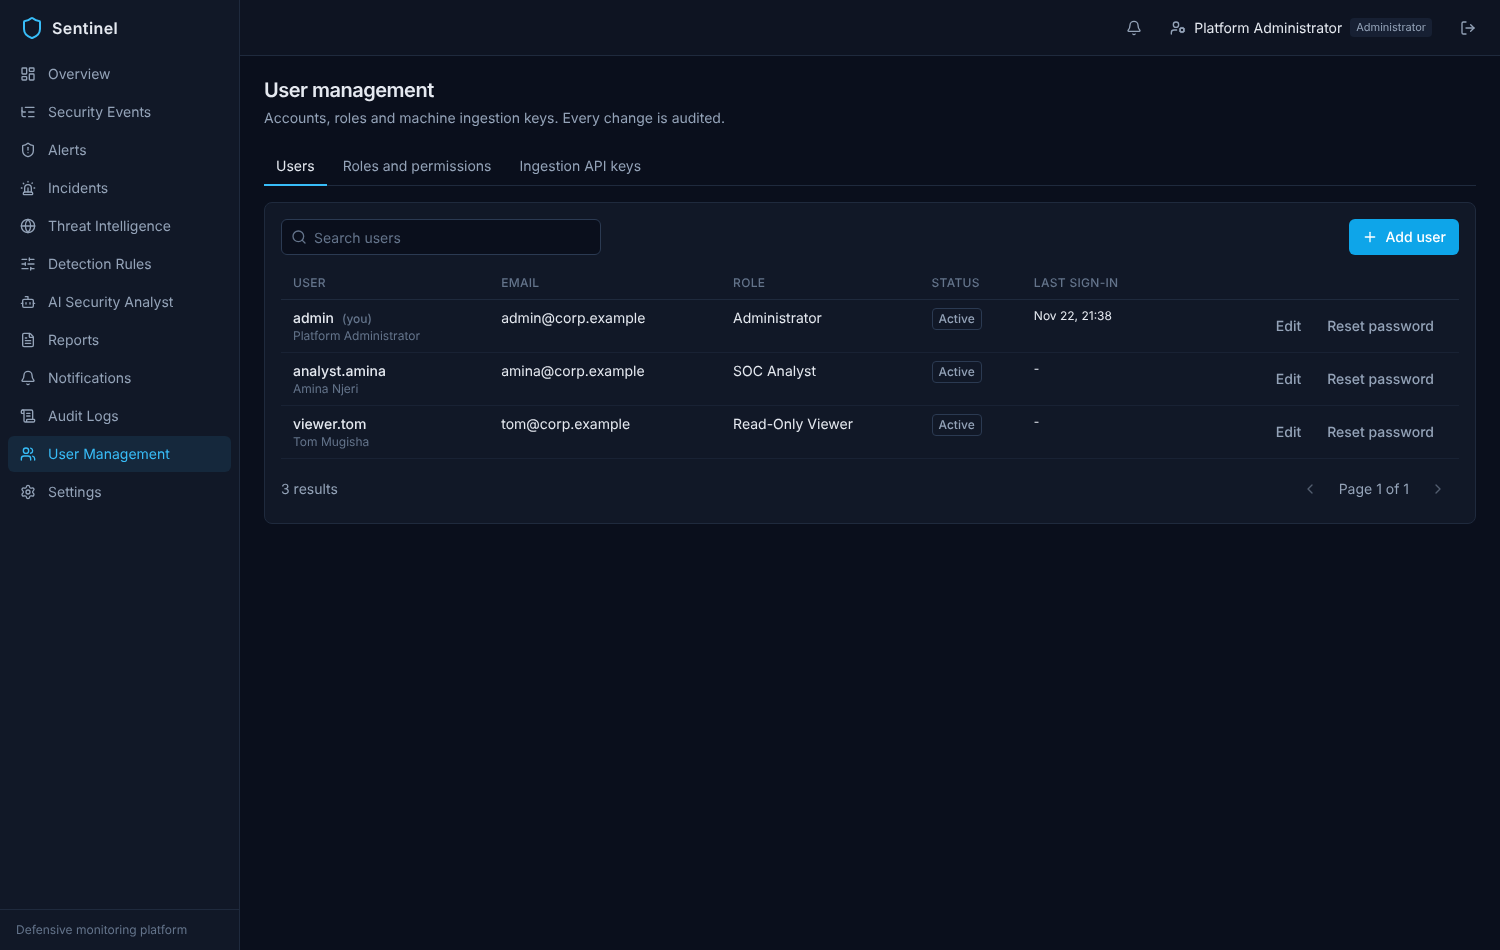 Sentinel
Platform Administrator Administrator
Overview
Security Events
Alerts
Incidents
Threat Intelligence
Detection Rules
AI Security Analyst
Reports
Notifications
Audit Logs
User Management
Settings
Defensive monitoring platform
User management
Accounts, roles and machine ingestion keys. Every change is audited.
Users Roles and permissions Ingestion API keys
Search users Add user
USER EMAIL ROLE STATUS LAST SIGN-IN
admin (you) admin@corp.example Administrator Active Nov 22, 21:38 Edit Reset password
Platform Administrator
analyst.amina amina@corp.example SOC Analyst Active - Edit Reset password
Amina Njeri
viewer.tom tom@corp.example Read-Only Viewer Active - Edit Reset password
Tom Mugisha
3 results Page 1 of 1